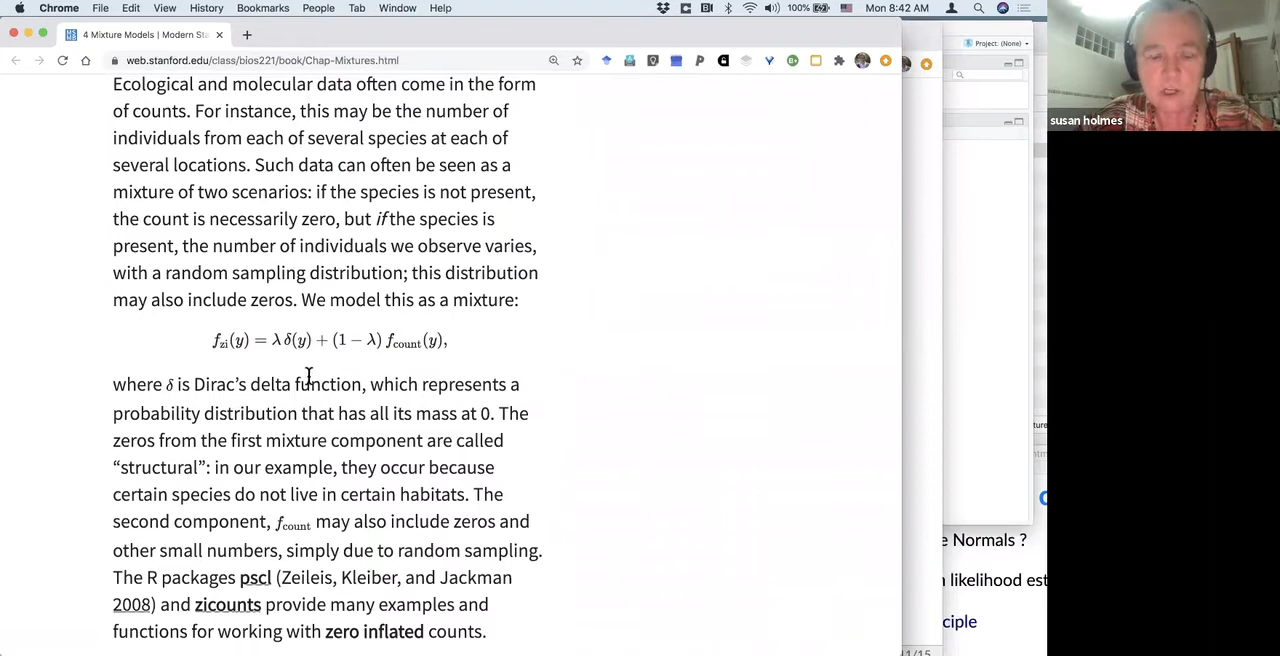 Chrome File Edit View History Bookmarks People Tab Window Help 100% Mon 8:42 AM
4 Mixture Models | Modern Sta
web.stanford.edu/class/bios221/book/Chap-Mixtures.html
Project: (None)
susan holmes
Ecological and molecular data often come in the form
of counts. For instance, this may be the number of
individuals from each of several species at each of
several locations. Such data can often be seen as a
mixture of two scenarios: if the species is not present,
the count is necessarily zero, but if the species is
present, the number of individuals we observe varies,
with a random sampling distribution; this distribution
may also include zeros. We model this as a mixture:
f_zi(y) = λ δ(y) + (1 − λ) f_count(y),
where δ is Dirac’s delta function, which represents a
probability distribution that has all its mass at 0. The
zeros from the first mixture component are called
“structural”: in our example, they occur because
certain species do not live in certain habitats. The
second component, f_count may also include zeros and
other small numbers, simply due to random sampling.
The R packages pscl (Zeileis, Kleiber, and Jackman
2008) and zicounts provide many examples and
functions for working with zero inflated counts.
e Normals ?
likelihood est
ciple